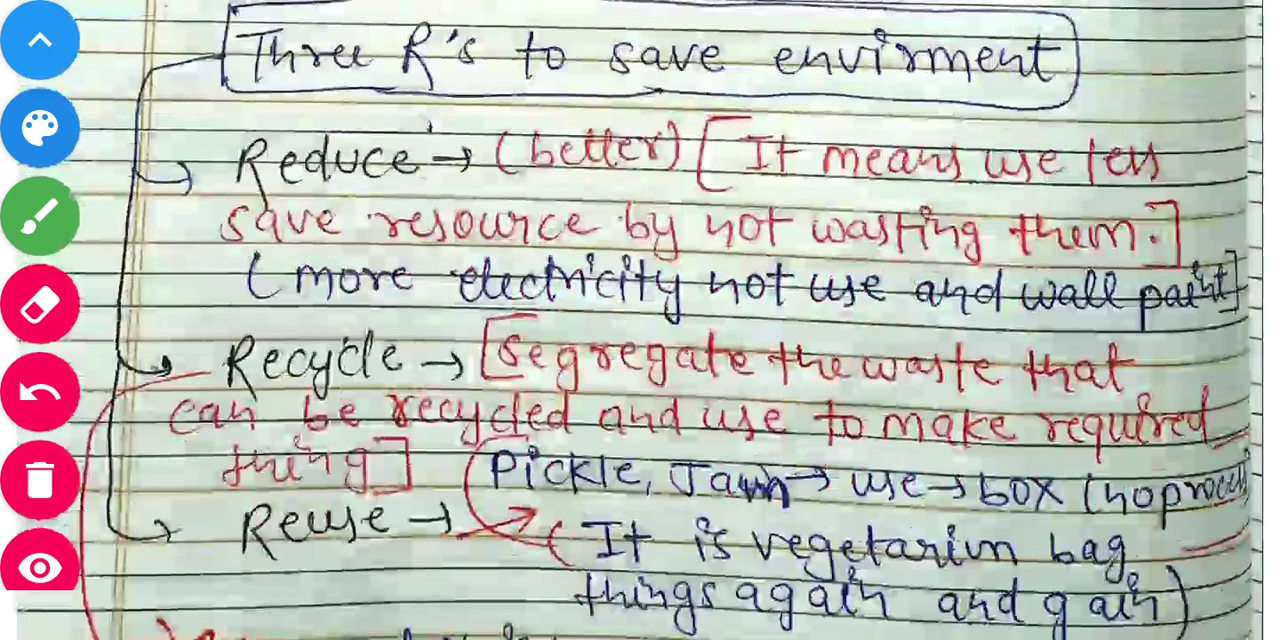 Three R's to save envirment
Reduce → (better) [It means use less
save resource by not wasting them.]
(more electricity not use and wall paint]
Recycle → [segregate the waste that
can be recycled and use to make required
thing]
(Pickle, Jam → use → box (no process)
Reuse →
(It is vegetarian bag
things again and gain)